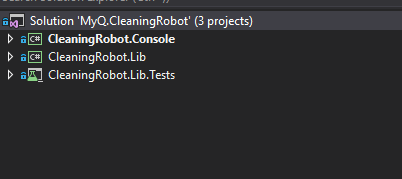 Solution 'MyQ.CleaningRobot' (3 projects)
C# CleaningRobot.Console
C# CleaningRobot.Lib
CleaningRobot.Lib.Tests